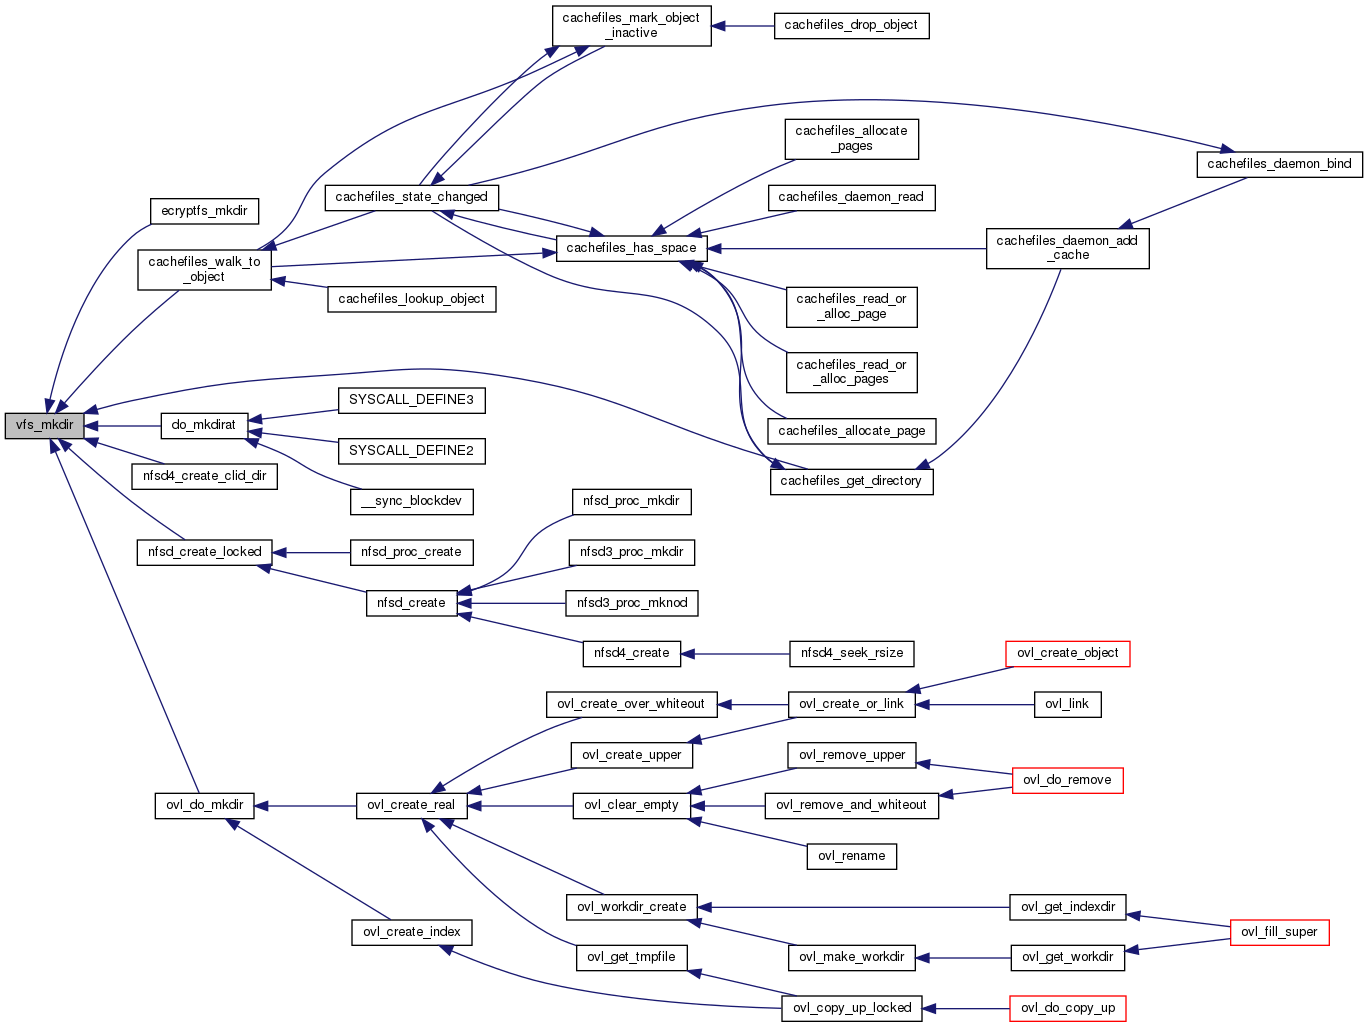 cachefiles_mark_object
_inactive
cachefiles_drop_object
cachefiles_allocate
_pages
cachefiles_daemon_bind
cachefiles_state_changed
cachefiles_daemon_read
ecryptfs_mkdir
cachefiles_has_space
cachefiles_daemon_add
_cache
cachefiles_walk_to
_object
cachefiles_lookup_object
cachefiles_read_or
_alloc_page
cachefiles_read_or
_alloc_pages
SYSCALL_DEFINE3
vfs_mkdir
do_mkdirat
cachefiles_allocate_page
SYSCALL_DEFINE2
nfsd4_create_clid_dir
cachefiles_get_directory
__sync_blockdev
nfsd_proc_mkdir
nfsd_create_locked
nfsd_proc_create
nfsd3_proc_mkdir
nfsd_create
nfsd3_proc_mknod
nfsd4_create
nfsd4_seek_rsize
ovl_create_object
ovl_create_over_whiteout
ovl_create_or_link
ovl_link
ovl_create_upper
ovl_remove_upper
ovl_do_remove
ovl_do_mkdir
ovl_create_real
ovl_clear_empty
ovl_remove_and_whiteout
ovl_rename
ovl_workdir_create
ovl_get_indexdir
ovl_create_index
ovl_fill_super
ovl_get_tmpfile
ovl_make_workdir
ovl_get_workdir
ovl_copy_up_locked
ovl_do_copy_up